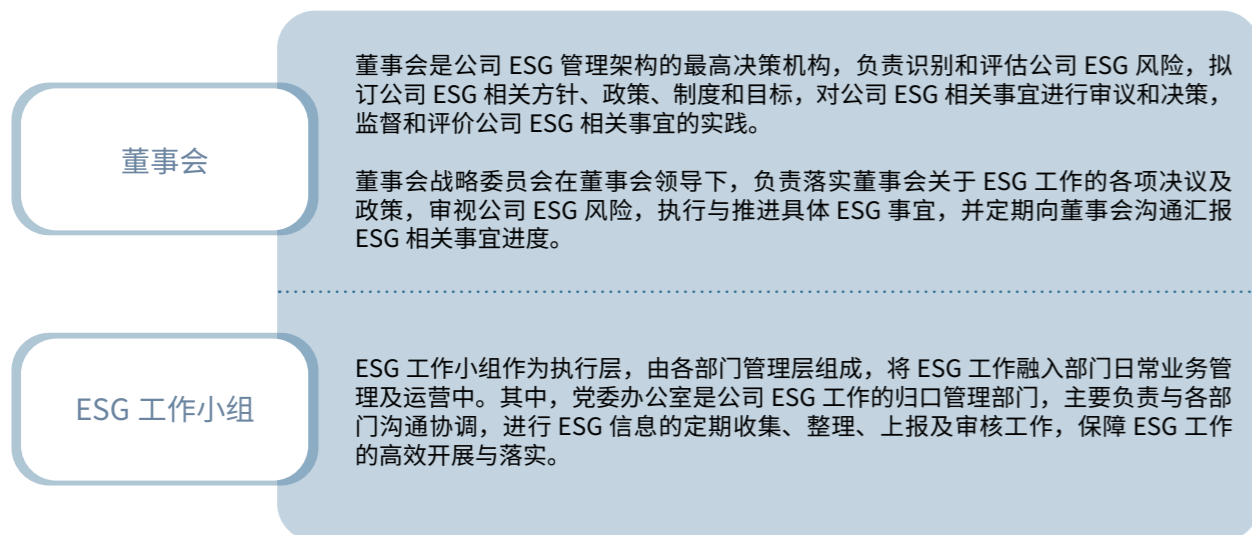 董事会
董事会是公司 ESG 管理架构的最高决策机构，负责识别和评估公司 ESG 风险，拟
订公司 ESG 相关方针、政策、制度和目标，对公司 ESG 相关事宜进行审议和决策，
监督和评价公司 ESG 相关事宜的实践。
董事会战略委员会在董事会领导下，负责落实董事会关于 ESG 工作的各项决议及
政策，审视公司 ESG 风险，执行与推进具体 ESG 事宜，并定期向董事会沟通汇报
ESG 相关事宜进度。
ESG 工作小组
ESG 工作小组作为执行层，由各部门管理层组成，将 ESG 工作融入部门日常业务管
理及运营中。其中，党委办公室是公司 ESG 工作的归口管理部门，主要负责与各部
门沟通协调，进行 ESG 信息的定期收集、整理、上报及审核工作，保障 ESG 工作
的高效开展与落实。